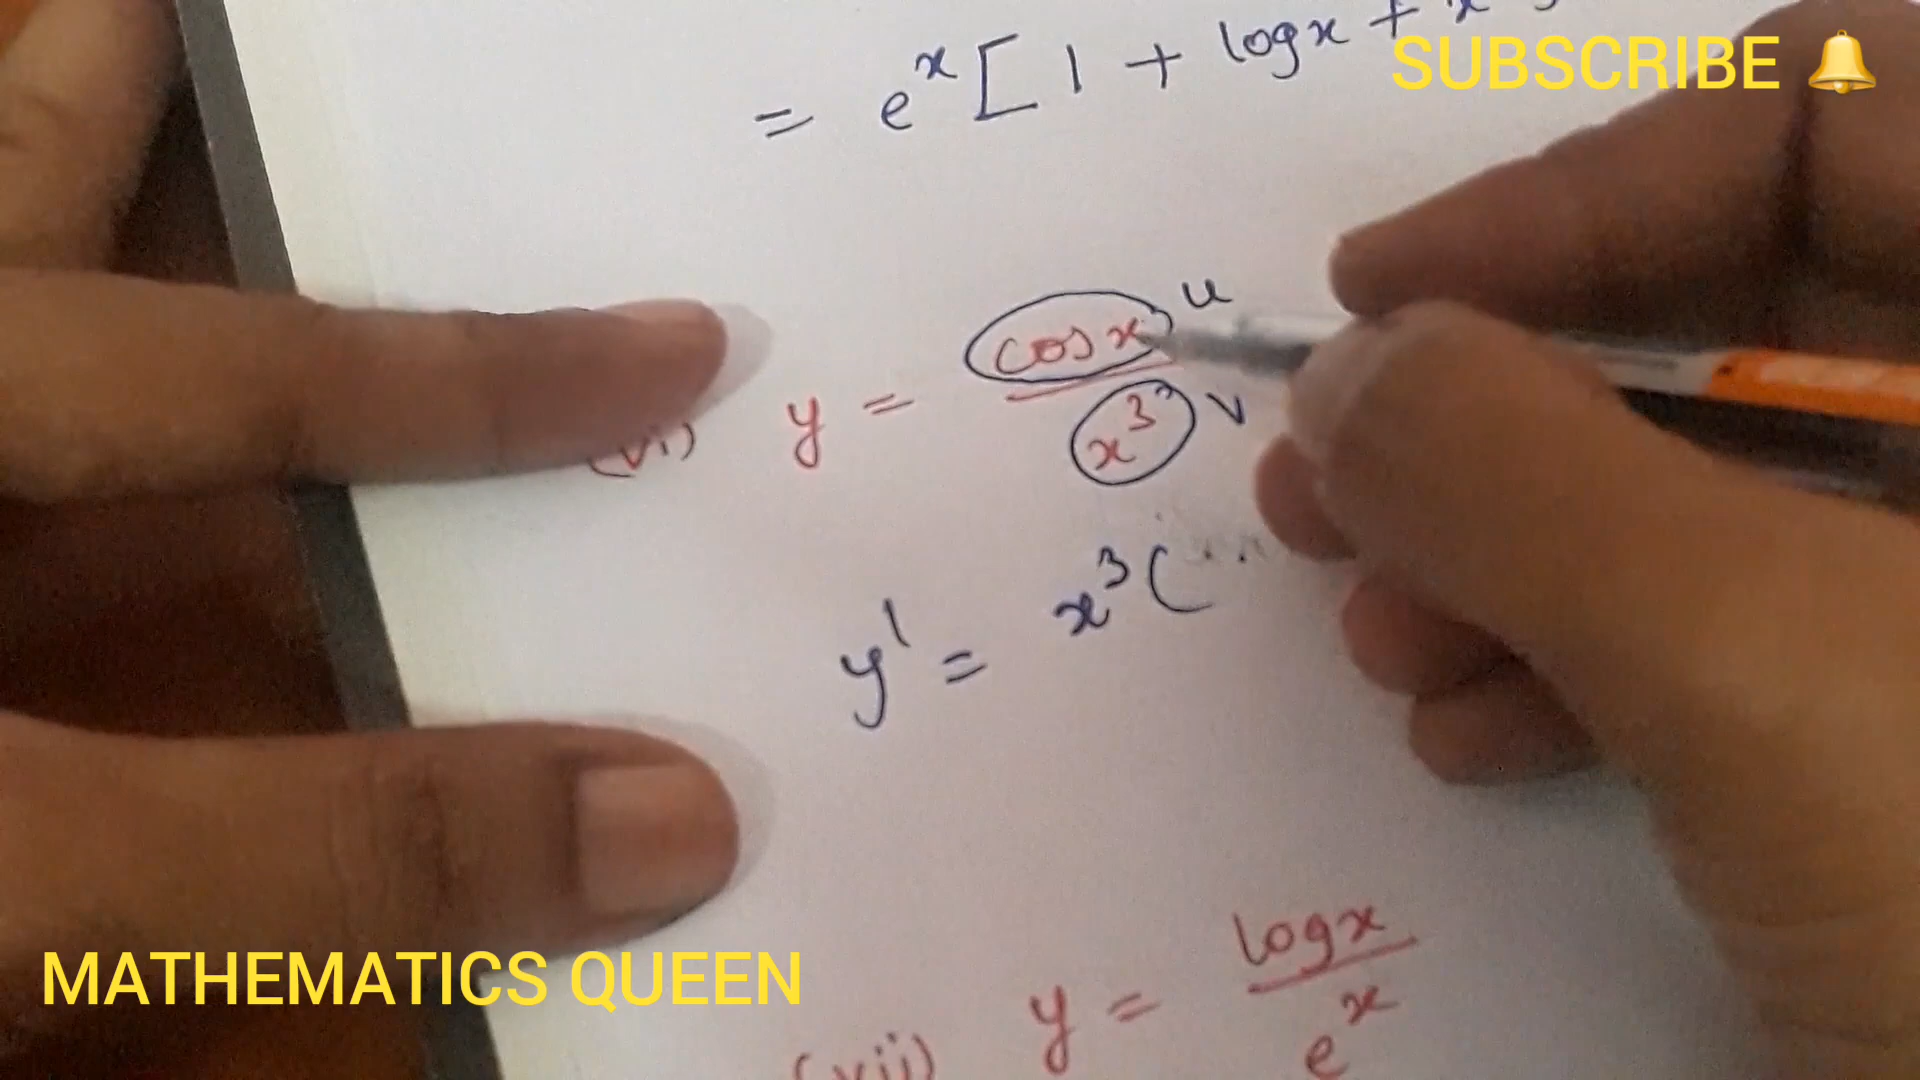 = e^x [ 1 + log x + x
SUBSCRIBE 🔔
(vi) y = cos x / x^3 u v
y' = x^3 (
MATHEMATICS QUEEN
(vii) y = log x / e^x